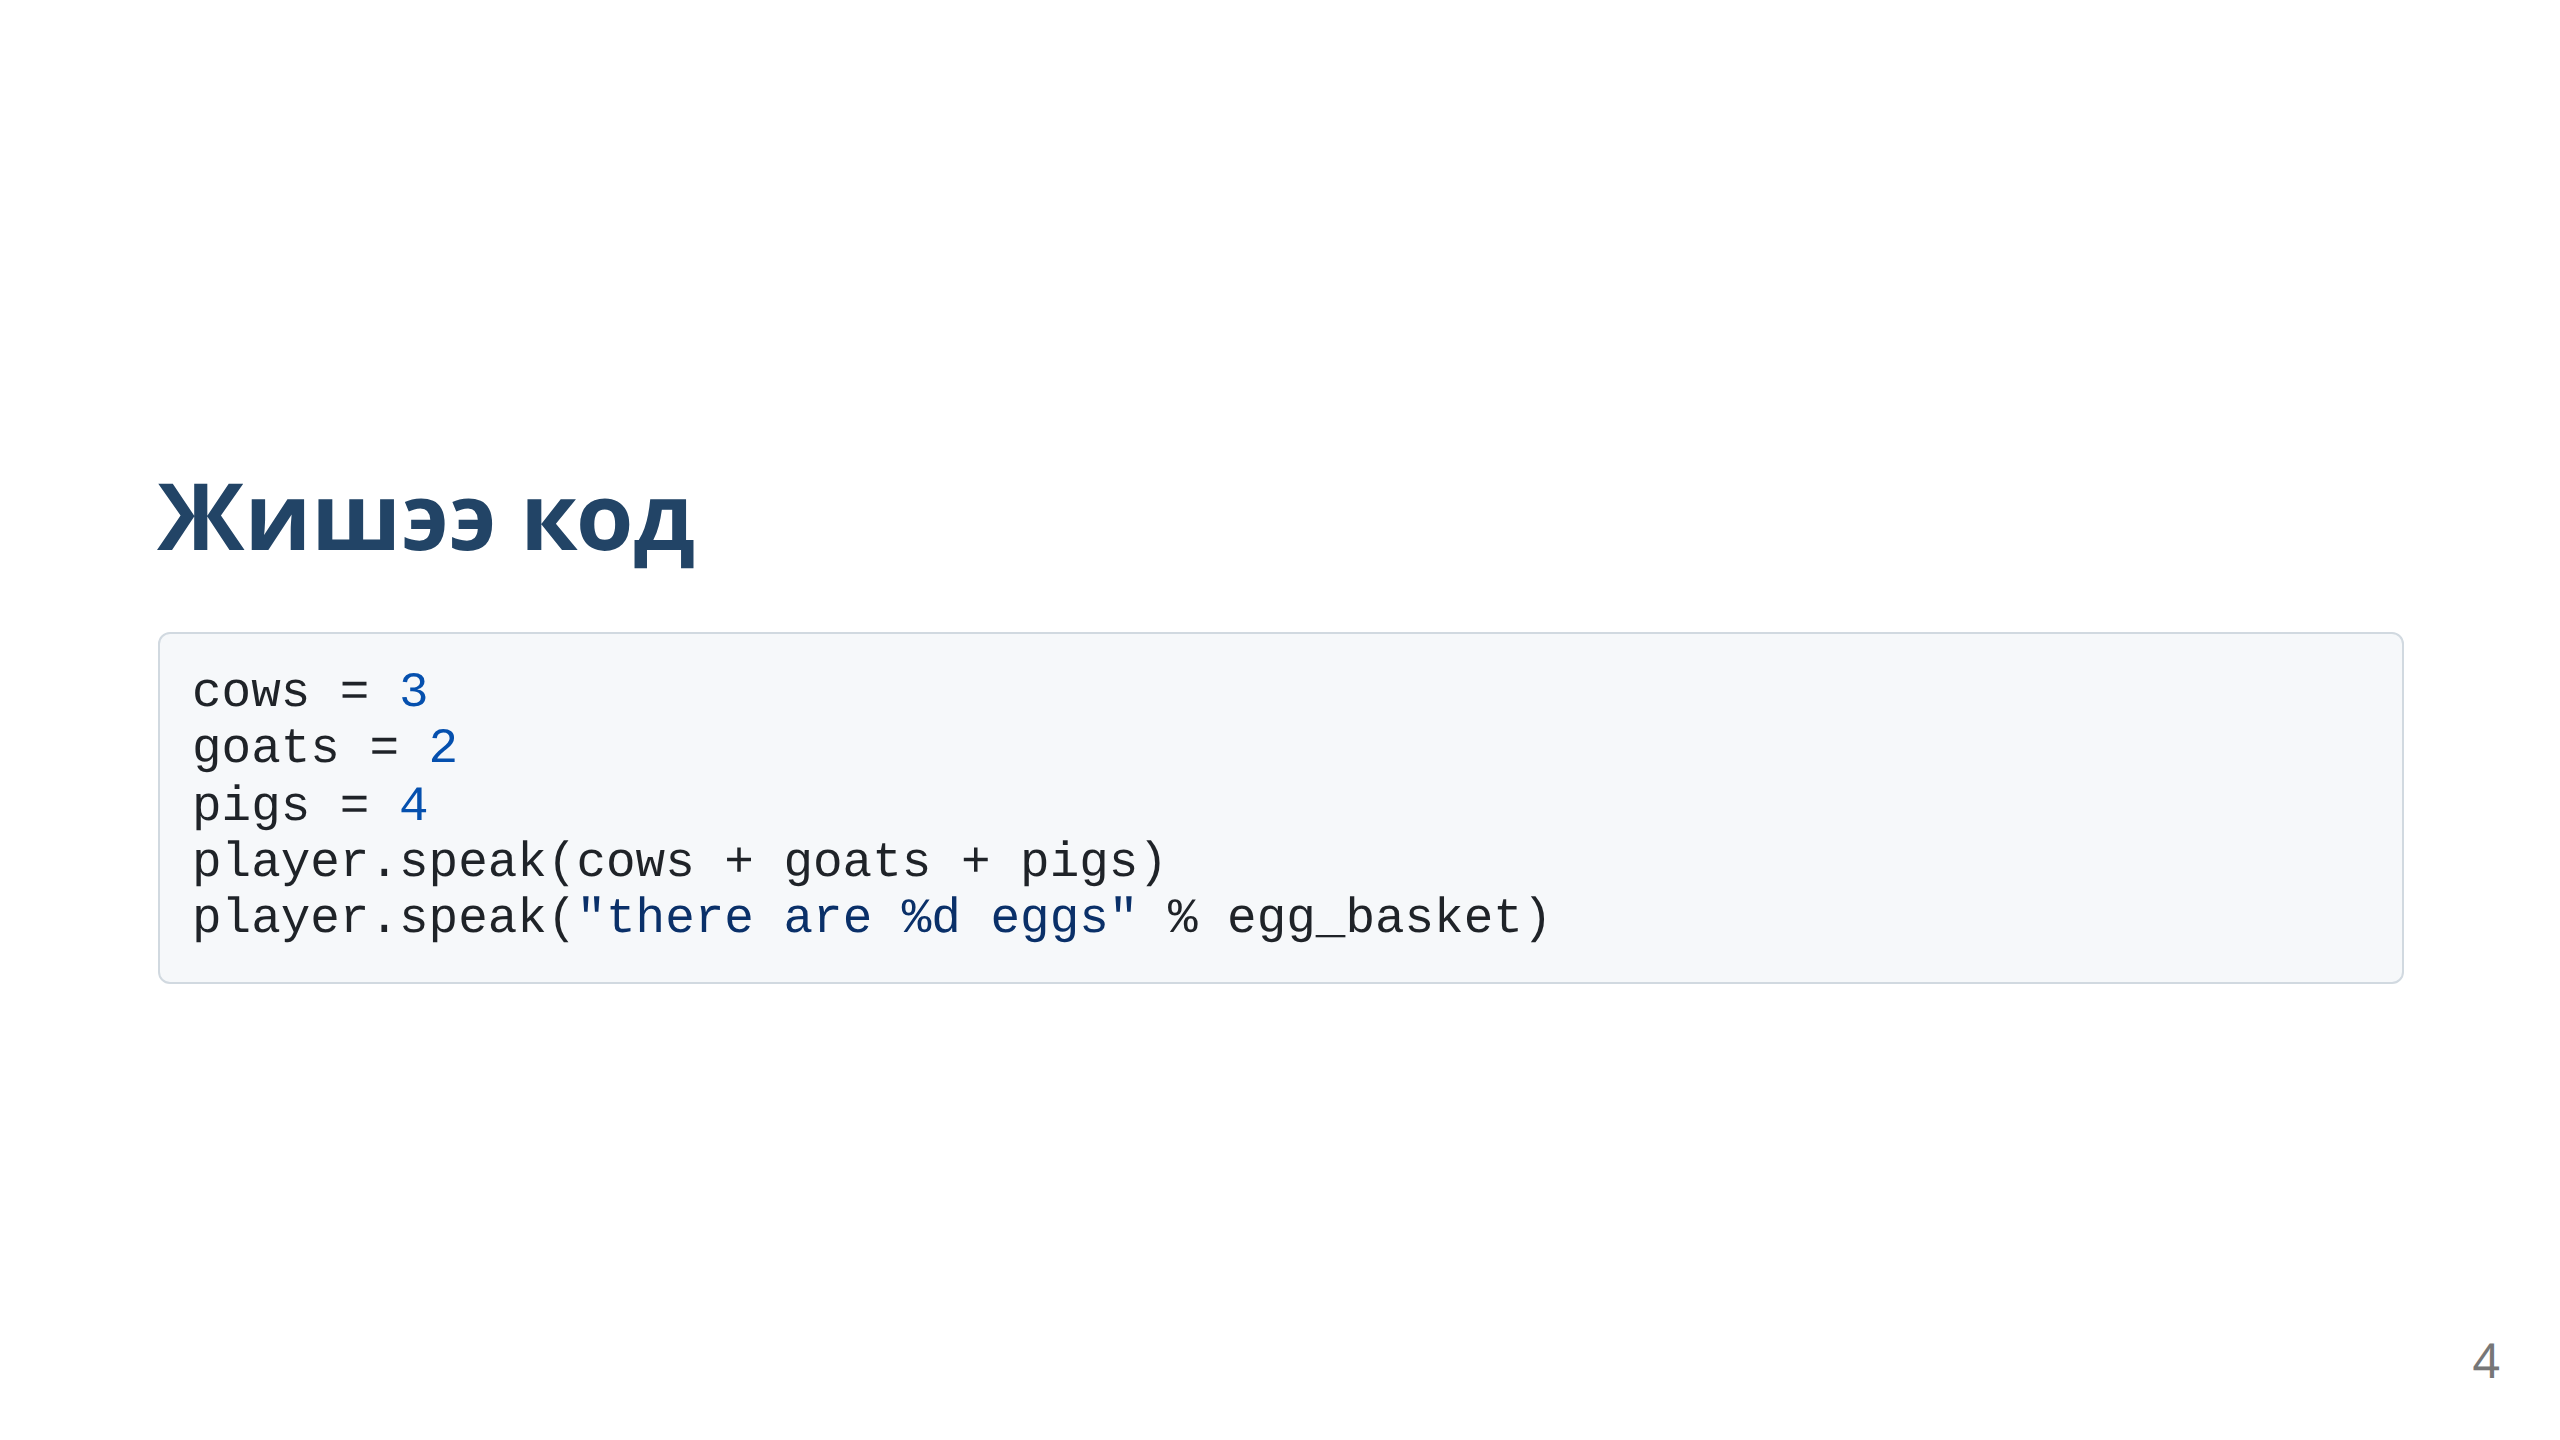 Жишээ код
cows = 3
goats = 2
pigs = 4
player.speak(cows + goats + pigs)
player.speak("there are %d eggs" % egg_basket)
4